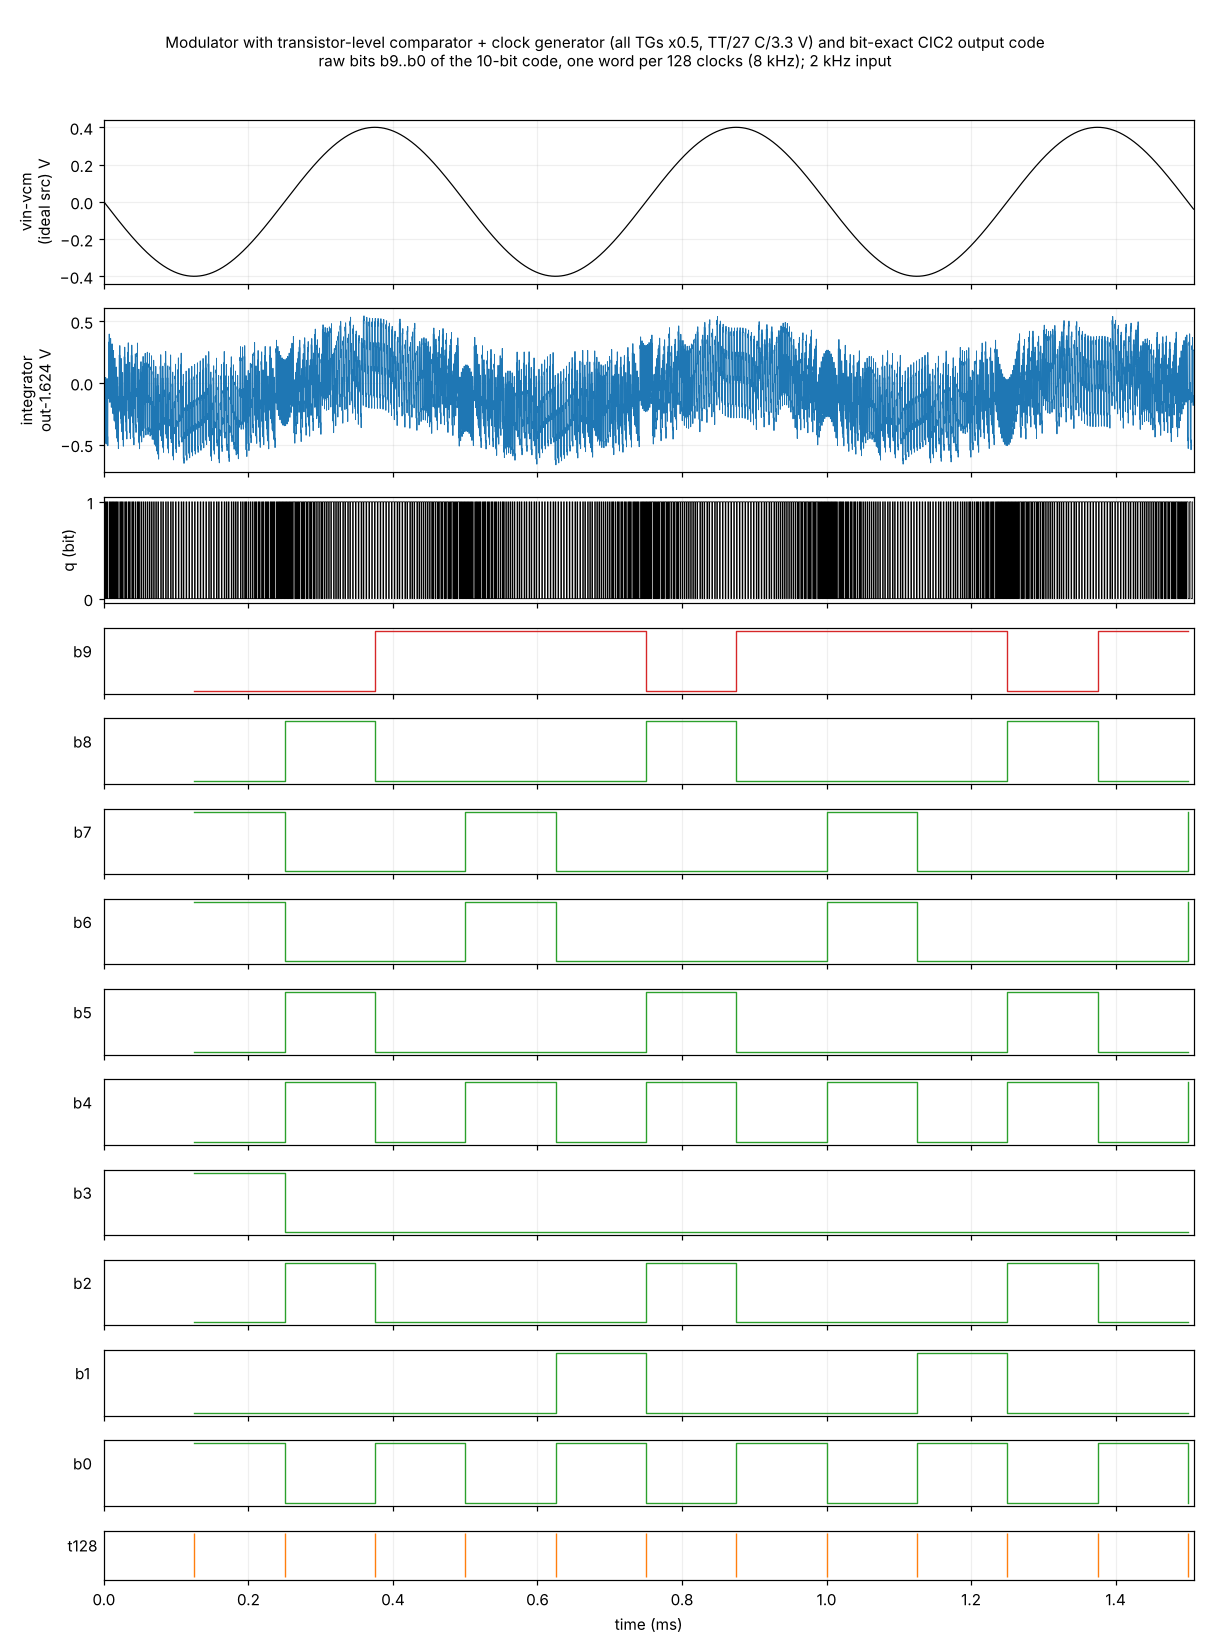 Modulator with transistor-level comparator + clock generator (all TGs x0.5, TT/27 C/3.3 V) and bit-exact CIC2 output code
raw bits b9..b0 of the 10-bit code, one word per 128 clocks (8 kHz); 2 kHz input
vin-vcm
(ideal src) V
0.4
0.2
0.0
−0.2
−0.4
integrator
out-1.624 V
0.5
0.0
−0.5
q (bit)
1
0
b9
b8
b7
b6
b5
b4
b3
b2
b1
b0
t128
0.0 0.2 0.4 0.6 0.8 1.0 1.2 1.4
time (ms)